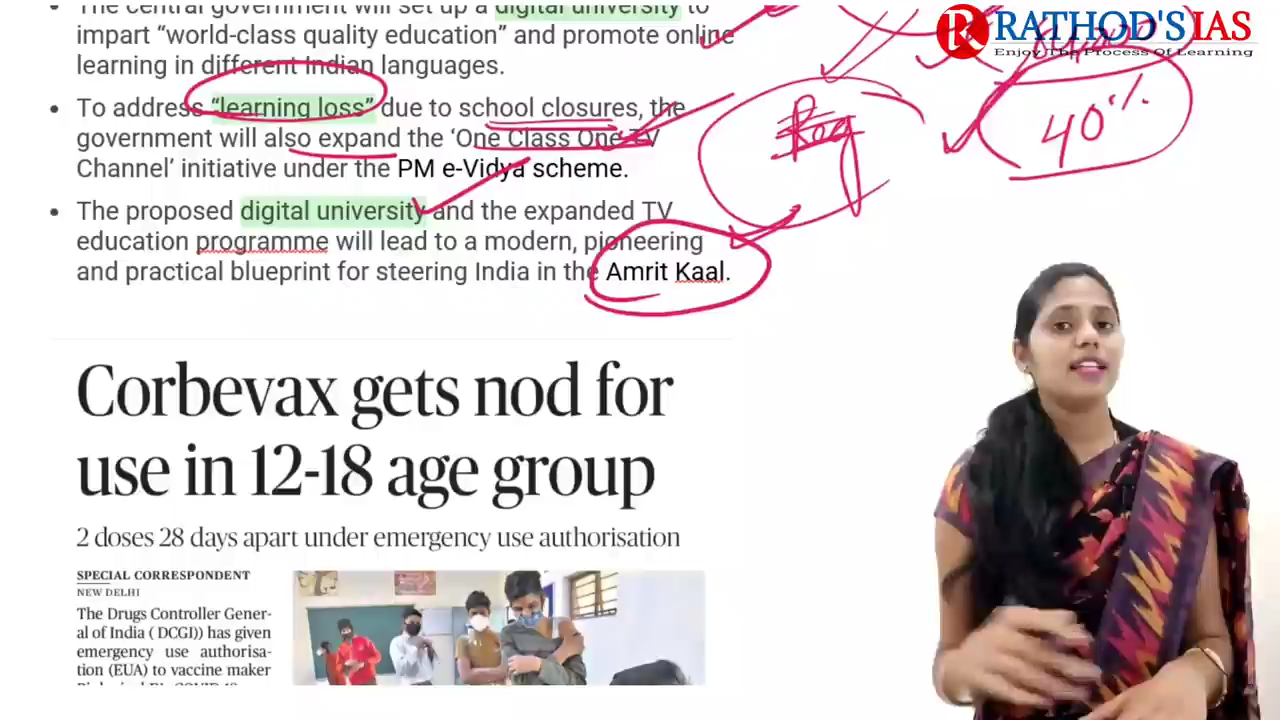 The central government will set up a digital university to
impart “world-class quality education” and promote online
learning in different Indian languages.
• To address “learning loss” due to school closures, the
government will also expand the ‘One Class One TV
Channel’ initiative under the PM e-Vidya scheme.
• The proposed digital university and the expanded TV
education programme will lead to a modern, pioneering
and practical blueprint for steering India in the Amrit Kaal.
RATHOD'S IAS
Enjoy The Process Of Learning
40%
Corbevax gets nod for
use in 12-18 age group
2 doses 28 days apart under emergency use authorisation
SPECIAL CORRESPONDENT
NEW DELHI
The Drugs Controller Gener-
al of India ( DCGI)) has given
emergency use authorisa-
tion (EUA) to vaccine maker